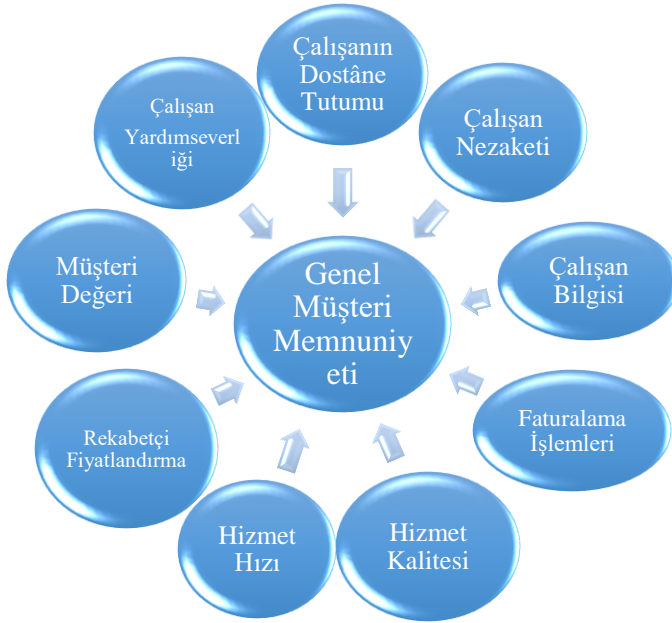 Çalışanın
Dostâne
Tutumu
Çalışan
Nezaketi
Çalışan
Bilgisi
Faturalama
İşlemleri
Hizmet
Kalitesi
Hizmet
Hızı
Rekabetçi
Fiyatlandırma
Müşteri
Değeri
Çalışan
Yardımseverl
iği
Genel
Müşteri
Memnuniy
eti